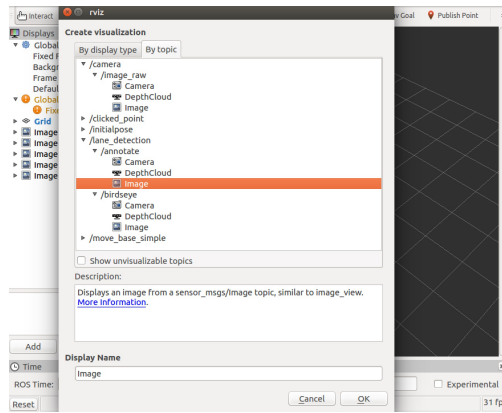 Interact
rviz
w Goal
Publish Point
Displays
Global
Fixed F
Backgr
Frame
Defaul
Global
Fixe
Grid
Image
Image
Image
Image
Create visualization
By display type
By topic
/camera
/image_raw
Camera
DepthCloud
Image
/clicked_point
/initialpose
/lane_detection
/annotate
Camera
DepthCloud
Image
/birdseye
Camera
DepthCloud
Image
/move_base_simple
Show unvisualizable topics
Description:
Displays an image from a sensor_msgs/Image topic, similar to image_view.
More Information.
Display Name
Image
Cancel
OK
Add
Time
ROS Time:
Experimental
Reset
31 fp